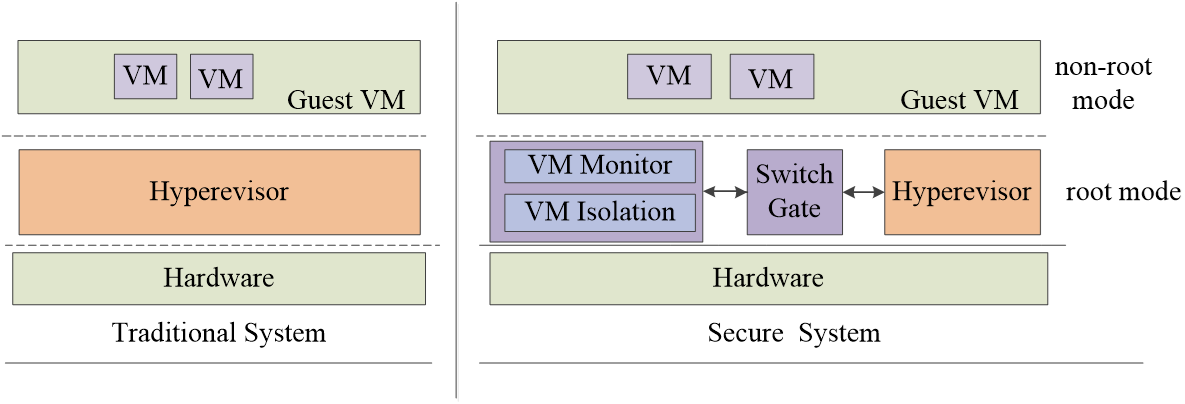 VM VM
Guest VM
Hyperevisor
Hardware
Traditional System
VM VM
Guest VM
non-root
mode
VM Monitor
VM Isolation
Switch
Gate
Hyperevisor
root mode
Hardware
Secure System